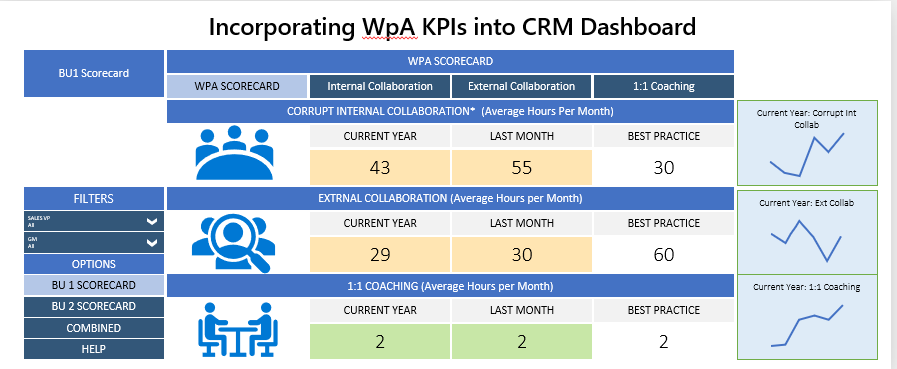 Incorporating WpA KPIs into CRM Dashboard
BU1 Scorecard
WPA SCORECARD
WPA SCORECARD Internal Collaboration External Collaboration 1:1 Coaching
CORRUPT INTERNAL COLLABORATION* (Average Hours Per Month)
CURRENT YEAR LAST MONTH BEST PRACTICE
43 55 30
Current Year: Corrupt Int
Collab
FILTERS
SALES VP
All
GM
All
OPTIONS
BU 1 SCORECARD
BU 2 SCORECARD
COMBINED
HELP
EXTRNAL COLLABORATION (Average Hours per Month)
CURRENT YEAR LAST MONTH BEST PRACTICE
29 30 60
Current Year: Ext Collab
1:1 COACHING (Average Hours per Month)
CURRENT YEAR LAST MONTH BEST PRACTICE
2 2 2
Current Year: 1:1 Coaching